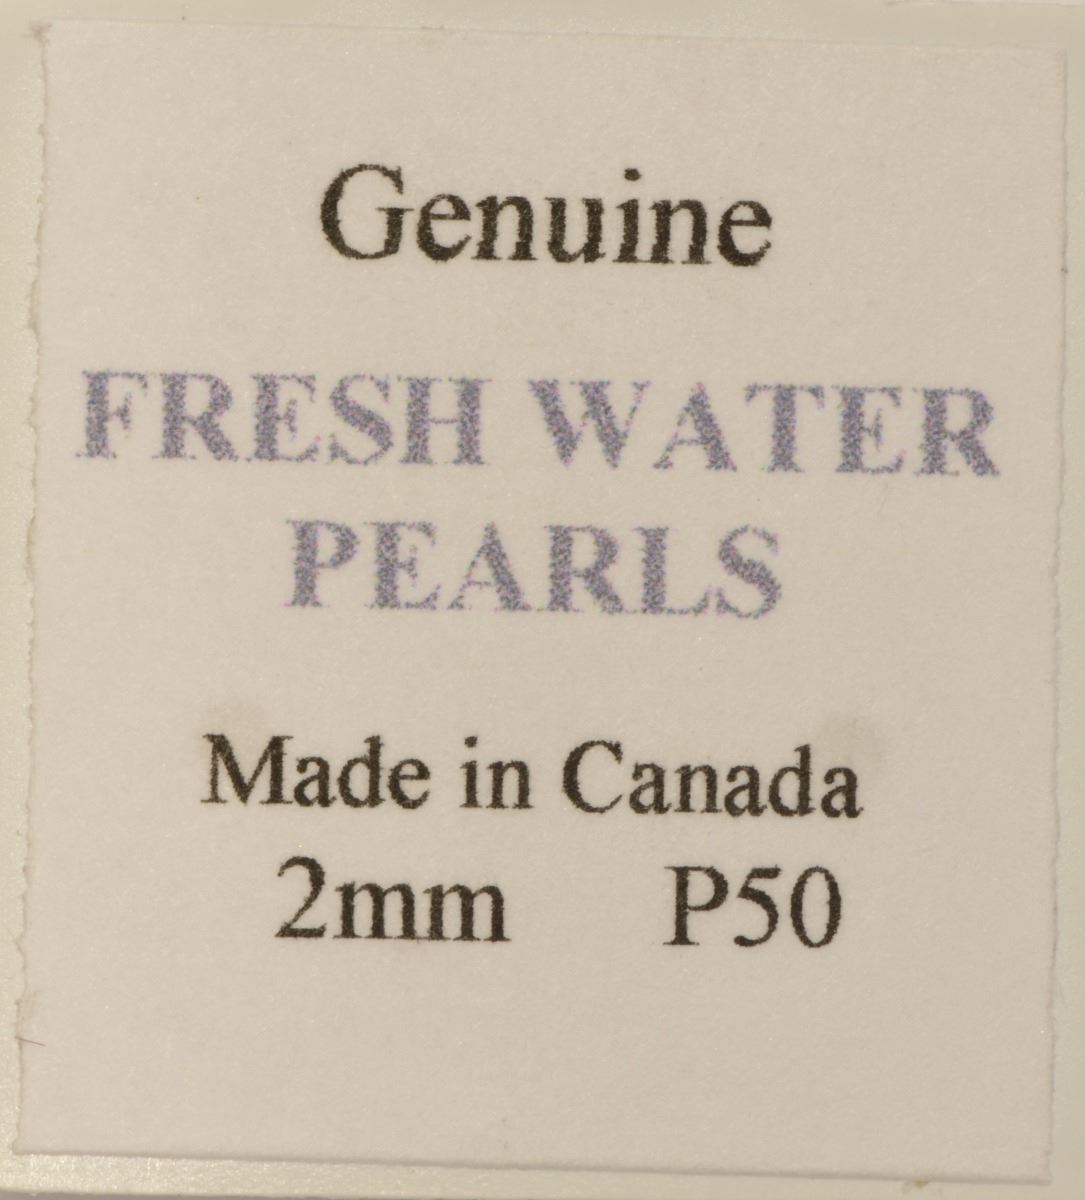 Genuine
FRESH WATER
PEARLS
Made in Canada
2mm P50